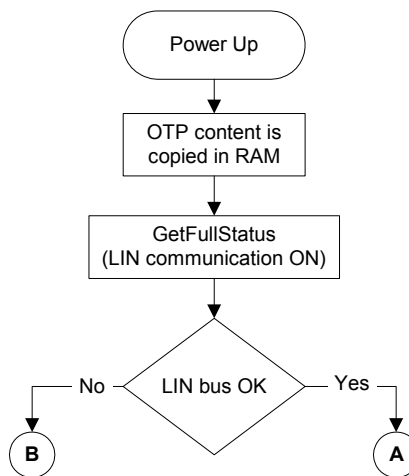 Power Up
OTP content is
copied in RAM
GetFullStatus
(LIN communication ON)
No
LIN bus OK
Yes
B
A